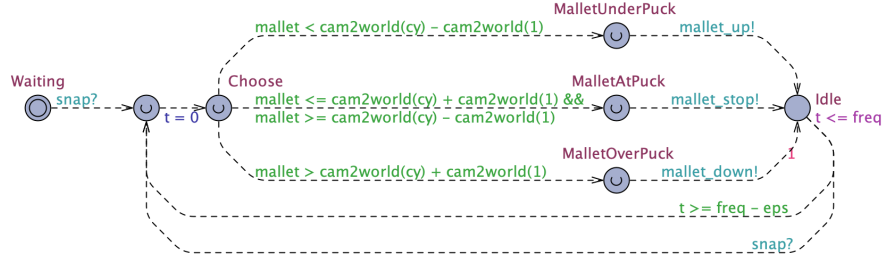 MalletUnderPuck
mallet < cam2world(cy) – cam2world(1)
mallet_up!
Waiting
Choose
MalletAtPuck
snap?
mallet <= cam2world(cy) + cam2world(1) &&
mallet_stop!
Idle
t = 0
mallet >= cam2world(cy) – cam2world(1)
t <= freq
MalletOverPuck
1
mallet > cam2world(cy) + cam2world(1)
mallet_down!
t >= freq – eps
snap?